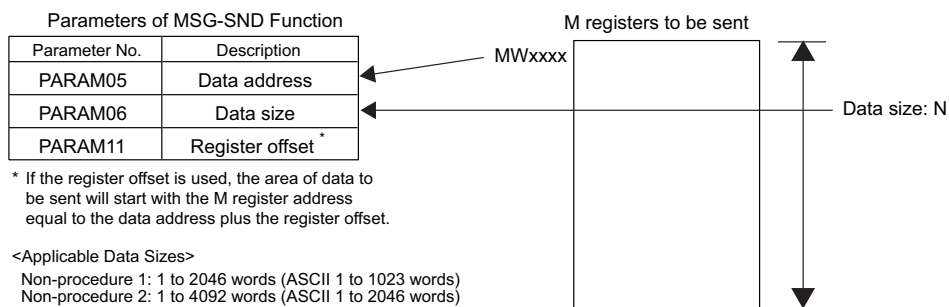 Parameters of MSG-SND Function
Parameter No. Description
PARAM05 Data address
PARAM06 Data size
PARAM11 Register offset *
* If the register offset is used, the area of data to
be sent will start with the M register address
equal to the data address plus the register offset.
<Applicable Data Sizes>
Non-procedure 1: 1 to 2046 words (ASCII 1 to 1023 words)
Non-procedure 2: 1 to 4092 words (ASCII 1 to 2046 words)
M registers to be sent
MWxxxx
Data size: N